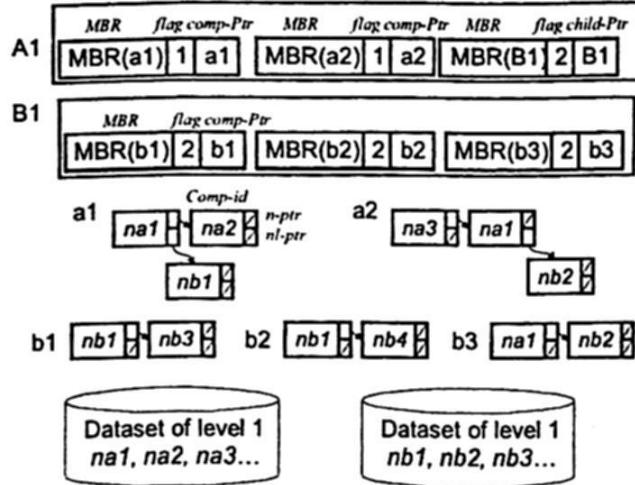 MBR flag comp-Ptr MBR flag comp-Ptr MBR flag child-Ptr
A1 MBR(a1) 1 a1 MBR(a2) 1 a2 MBR(B1) 2 B1
B1
MBR flag comp-Ptr
MBR(b1) 2 b1 MBR(b2) 2 b2 MBR(b3) 2 b3
Comp-id
a1 na1 na2 n-ptr a2 na3 na1
nl-ptr
nb1 nb2
b1 nb1 nb3 b2 nb1 nb4 b3 na1 nb2
Dataset of level 1 Dataset of level 1
na1, na2, na3... nb1, nb2, nb3...